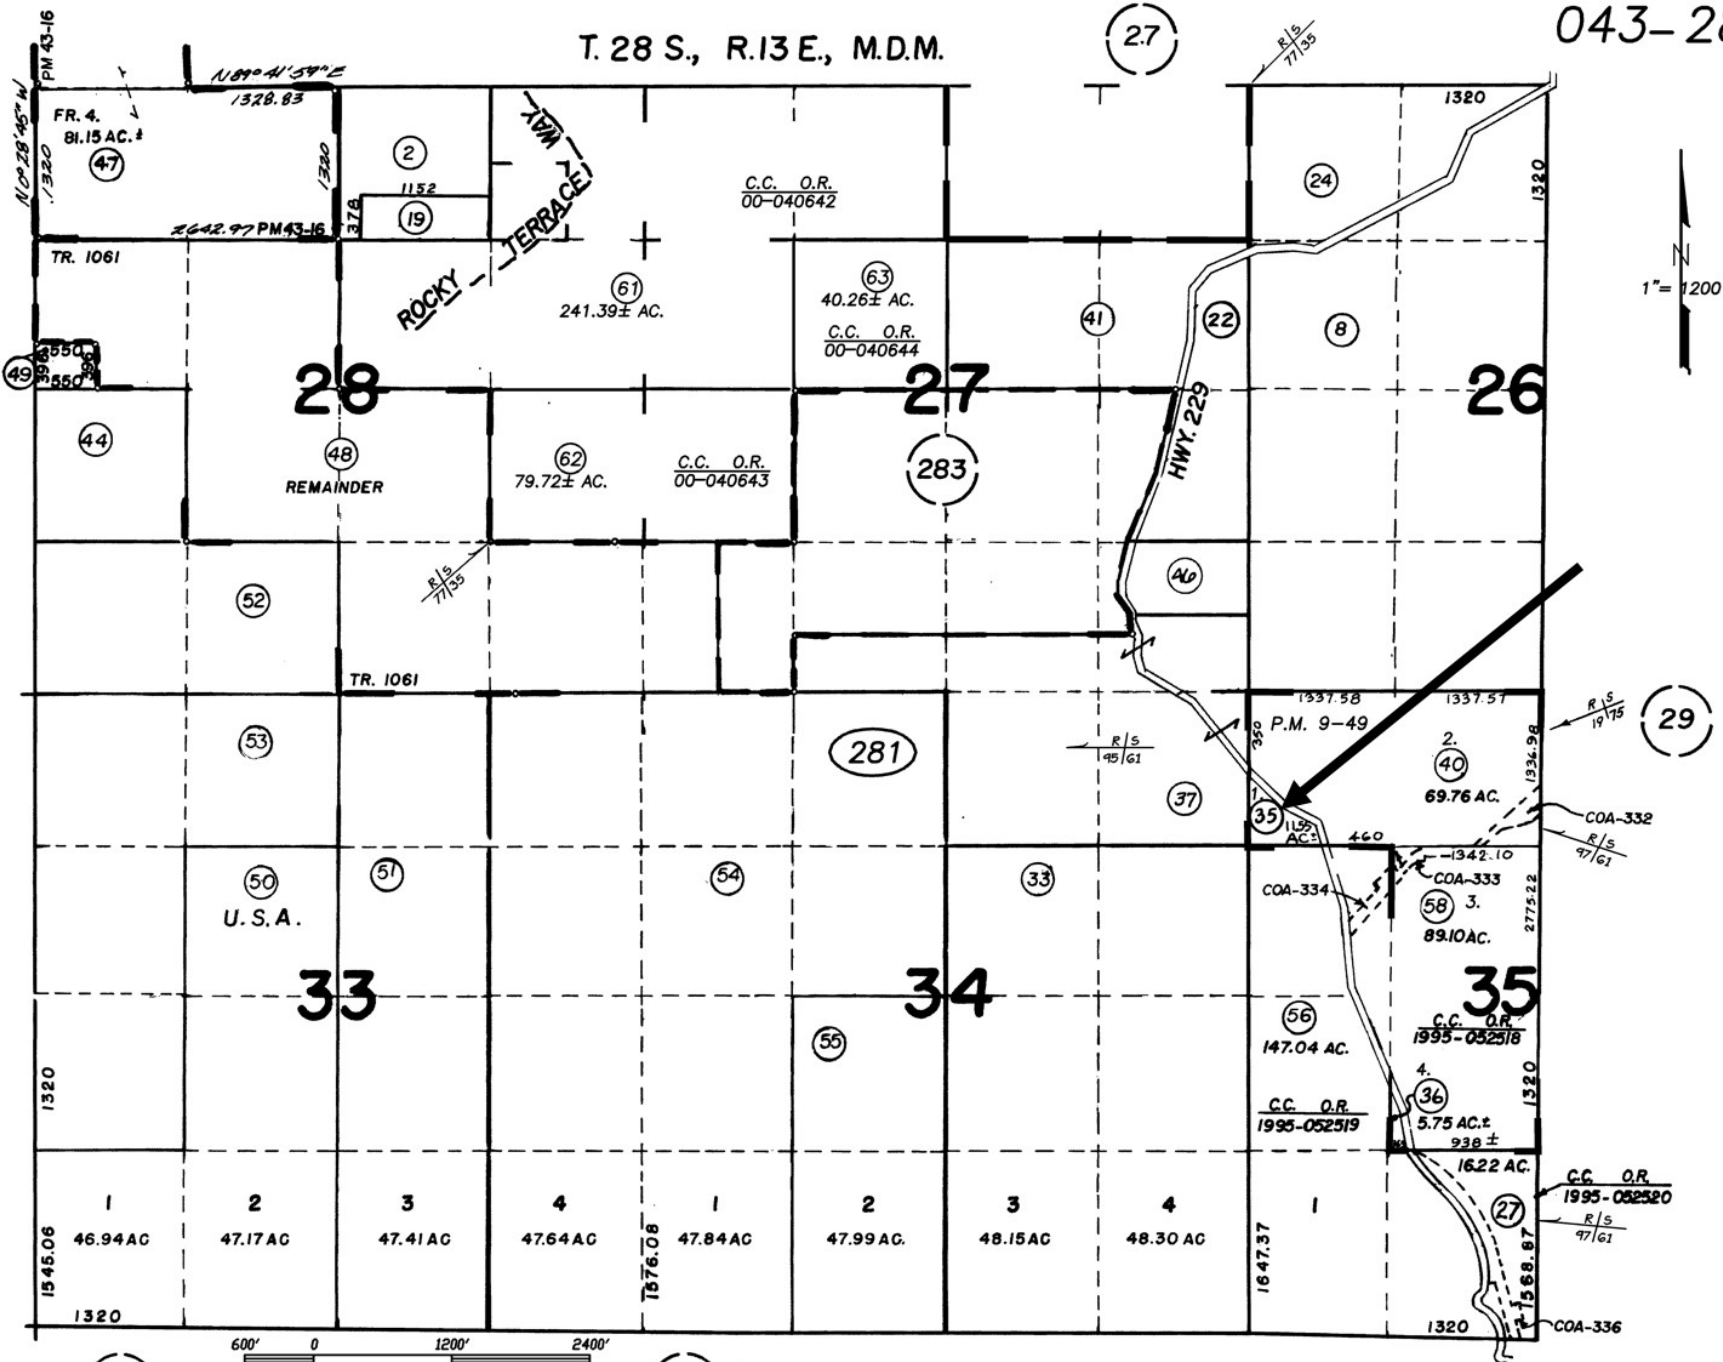 043-28
T. 28 S., R.13 E., M.D.M.
27
R/S
77/35
PM 43-16
N 89° 41' 59" E
1328.83
N 0° 28' 45" W
1320
FR. 4.
81.15 AC.±
47
1320
2642.97 PM 43-16
2
1152
378
19
ROCKY TERRACE WAY
C.C. O.R.
00-040642
24
1320
1320
N
1"= 1200
TR. 1061
61
241.39± AC.
63
40.26± AC.
C.C. O.R.
00-040644
41
22
8
49
550
396
396
550
28
27
26
44
48
REMAINDER
62
79.72± AC.
C.C. O.R.
00-040643
283
HWY. 229
52
R/S
77/35
46
TR. 1061
1337.58
1337.57
R/S
19/75
29
53
281
R/S
95/61
350
P.M. 9-49
2.
40
69.76 AC.
1336.98
37
1.
35
11.55
AC±
460
COA-332
R/S
97/61
1342.10
COA-333
COA-334
50
U.S.A.
51
54
33
58
3.
89.10 AC.
2775.22
33
34
35
55
56
147.04 AC.
C.C. O.R.
1995-052518
1320
4.
36
5.75 AC.±
1320
C.C. O.R.
1995-052519
938 ±
16.22 AC.
C.C. O.R.
1995-052520
27
R/S
97/61
1
2
3
4
1
2
3
4
1
46.94 AC
47.17 AC
47.41 AC
47.64 AC
47.84 AC
47.99 AC.
48.15 AC
48.30 AC
1545.06
1576.08
1647.37
1568.87
1320
1320
COA-336
600' 0 1200' 2400'